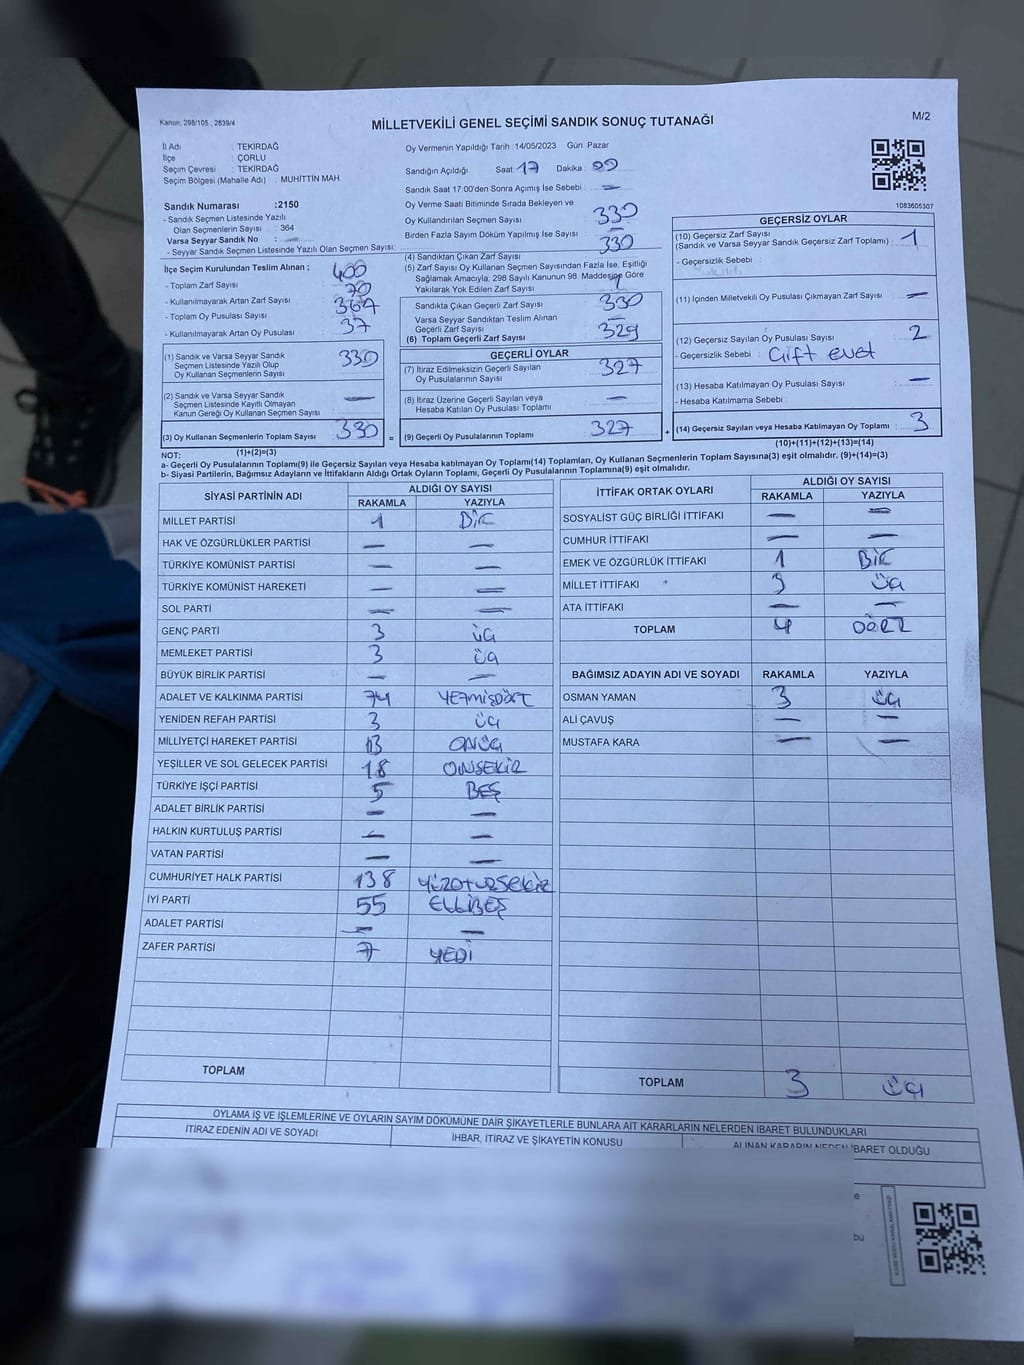 Kanun; 298/105 , 2839/4
MİLLETVEKİLİ GENEL SEÇİMİ SANDIK SONUÇ TUTANAĞI
M/2
İl Adı : TEKİRDAĞ
İlçe : ÇORLU
Seçim Çevresi : TEKİRDAĞ
Seçim Bölgesi (Mahalle Adı) : MUHİTTİN MAH.
Oy Vermenin Yapıldığı Tarih :14/05/2023 Gün: Pazar
Sandığın Açıldığı Saat: 17 Dakika :
Sandık Saat 17:00'den Sonra Açımış İse Sebebi : —
Sandık Numarası :2150
- Sandık Seçmen Listesinde Yazılı
Olan Seçmenlerin Sayısı : 364
Varsa Seyyar Sandık No :
- Seyyar Sandık Seçmen Listesinde Yazılı Olan Seçmen Sayısı:
Oy Verme Saati Bitiminde Sırada Bekleyen ve
Oy Kullandırılan Seçmen Sayısı : 330
Birden Fazla Sayım Döküm Yapılmış İse Sayısı : —
1083605307
İlçe Seçim Kurulundan Teslim Alınan ;
- Toplam Zarf Sayısı : 400
- Kullanılmayarak Artan Zarf Sayısı : 70
- Toplam Oy Pusulası Sayısı : 367
- Kullanılmayarak Artan Oy Pusulası : 37
(4) Sandıktan Çıkan Zarf Sayısı : 330
(5) Zarf Sayısı Oy Kullanan Seçmen Sayısından Fazla İse, Eşitliği
Sağlamak Amacıyla, 298 Sayılı Kanunun 98. Maddesine Göre
Yakılarak Yok Edilen Zarf Sayısı :
Sandıkta Çıkan Geçerli Zarf Sayısı : 330
Varsa Seyyar Sandıktan Teslim Alınan
Geçerli Zarf Sayısı : —
(6) Toplam Geçerli Zarf Sayısı : 329
GEÇERSİZ OYLAR
(10) Geçersiz Zarf Sayısı
(Sandık ve Varsa Seyyar Sandık Geçersiz Zarf Toplamı) : 1
- Geçersizlik Sebebi :
(11) İçinden Milletvekili Oy Pusulası Çıkmayan Zarf Sayısı : —
(12) Geçersiz Sayılan Oy Pusulası Sayısı : 2
- Geçersizlik Sebebi : Çift evet
(13) Hesaba Katılmayan Oy Pusulası Sayısı : —
- Hesaba Katılmama Sebebi :
(14) Geçersiz Sayılan veya Hesaba Katılmayan Oy Toplamı : 3
(10)+(11)+(12)+(13)=(14)
(1) Sandık ve Varsa Seyyar Sandık
Seçmen Listesinde Yazılı Olup
Oy Kullanan Seçmenlerin Sayısı : 330
(2) Sandık ve Varsa Seyyar Sandık
Seçmen Listesinde Kayıtlı Olmayan
Kanun Gereği Oy Kullanan Seçmen Sayısı : —
(3) Oy Kullanan Seçmenlerin Toplam Sayısı : 330
(1)+(2)=(3)
GEÇERLİ OYLAR
(7) İtiraz Edilmeksizin Geçerli Sayılan
Oy Pusulalarının Sayısı : 327
(8) İtiraz Üzerine Geçerli Sayılan veya
Hesaba Katılan Oy Pusulası Toplamı : —
= (9) Geçerli Oy Pusulalarının Toplamı : 327 +
NOT:
a- Geçerli Oy Pusulalarının Toplamı(9) ile Geçersiz Sayılan veya Hesaba katılmayan Oy Toplamı(14) Toplamları, Oy Kullanan Seçmenlerin Toplam Sayısına(3) eşit olmalıdır. (9)+(14)=(3)
b- Siyasi Partilerin, Bağımsız Adayların ve İttifakların Aldığı Ortak Oyların Toplamı, Geçerli Oy Pusulalarının Toplamına(9) eşit olmalıdır.
SİYASİ PARTİNİN ADI ALDIĞI OY SAYISI
RAKAMLA YAZIYLA
MİLLET PARTİSİ 1 BİR
HAK VE ÖZGÜRLÜKLER PARTİSİ — —
TÜRKİYE KOMÜNİST PARTİSİ — —
TÜRKİYE KOMÜNİST HAREKETİ — —
SOL PARTİ — —
GENÇ PARTİ 3 üç
MEMLEKET PARTİSİ 3 üç
BÜYÜK BİRLİK PARTİSİ — —
ADALET VE KALKINMA PARTİSİ 74 YETMİŞDÖRT
YENİDEN REFAH PARTİSİ 3 üç
MİLLİYETÇİ HAREKET PARTİSİ 13 ONÜÇ
YEŞİLLER VE SOL GELECEK PARTİSİ 18 ONSEKİZ
TÜRKİYE İŞÇİ PARTİSİ 5 BEŞ
ADALET BİRLİK PARTİSİ — —
HALKIN KURTULUŞ PARTİSİ — —
VATAN PARTİSİ — —
CUMHURİYET HALK PARTİSİ 138 YÜZOTUZSEKİZ
İYİ PARTİ 55 ELLİBEŞ
ADALET PARTİSİ — —
ZAFER PARTİSİ 7 YEDİ
TOPLAM
İTTİFAK ORTAK OYLARI ALDIĞI OY SAYISI
RAKAMLA YAZIYLA
SOSYALİST GÜÇ BİRLİĞİ İTTİFAKI — —
CUMHUR İTTİFAKI — —
EMEK VE ÖZGÜRLÜK İTTİFAKI 1 BİR
MİLLET İTTİFAKI 3 üç
ATA İTTİFAKI — —
TOPLAM 4 DÖRT
BAĞIMSIZ ADAYIN ADI VE SOYADI RAKAMLA YAZIYLA
OSMAN YAMAN 3 üç
ALİ ÇAVUŞ — —
MUSTAFA KARA — —
TOPLAM 3 üç
OYLAMA İŞ VE İŞLEMLERİNE VE OYLARIN SAYIM DÖKÜMÜNE DAİR ŞİKAYETLERLE BUNLARA AİT KARARLARIN NELERDEN İBARET BULUNDUKLARI
İTİRAZ EDENİN ADI VE SOYADI
İHBAR, İTİRAZ VE ŞİKAYETİN KONUSU
ALINAN KARARIN NEDEN İBARET OLDUĞU